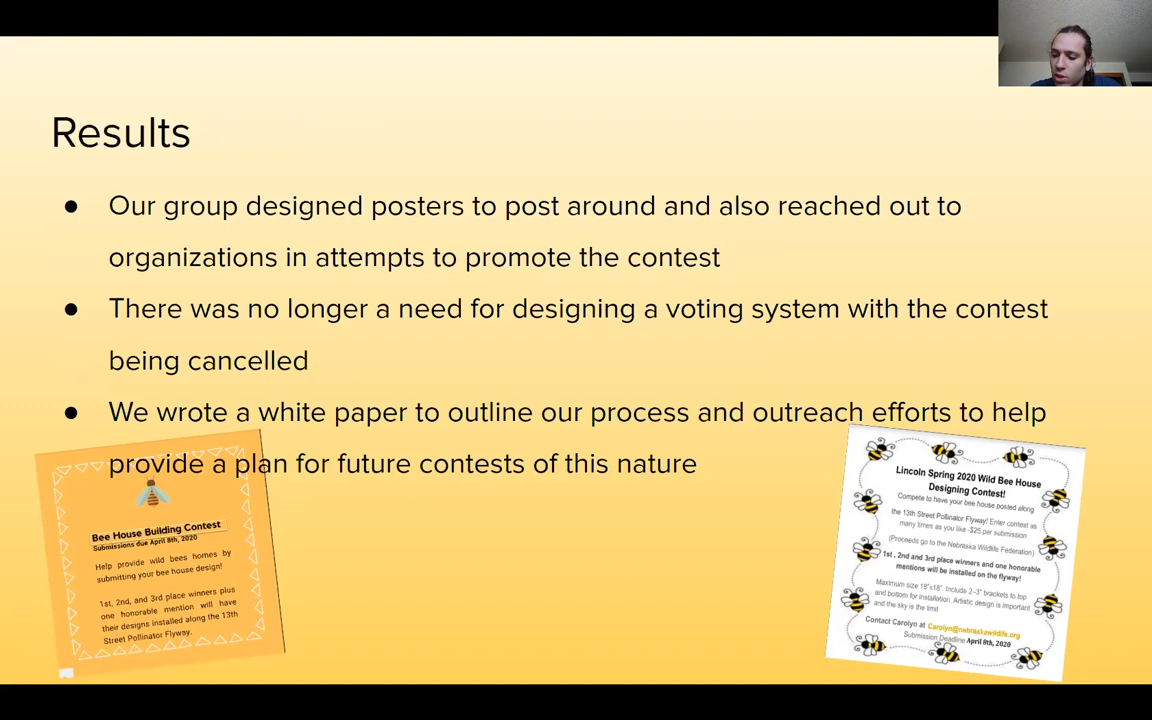 Results
● Our group designed posters to post around and also reached out to
organizations in attempts to promote the contest
● There was no longer a need for designing a voting system with the contest
being cancelled
● We wrote a white paper to outline our process and outreach efforts to help
provide a plan for future contests of this nature
Bee House Building Contest
Submissions due April 8th, 2020
Help provide wild bees homes by
submitting your bee house design!
1st, 2nd, and 3rd place winners plus
one honorable mention will have
their designs installed along the 13th
Street Pollinator Flyway.
Lincoln Spring 2020 Wild Bee House
Designing Contest!
Compete to have your bee house posted along
the 13th Street Pollinator Flyway! Enter contest as
many times as you like -$25 per submission
(Proceeds go to the Nebraska Wildlife Federation)
1st , 2nd and 3rd place winners and one honorable
mentions will be installed on the flyway!
Maximum size 18"x18". Include 2–3" brackets to top
and bottom for installation. Artistic design is important
and the sky is the limit
Contact Carolyn at Carolyn@nebraskawildlife.org
Submission Deadline April 8th, 2020